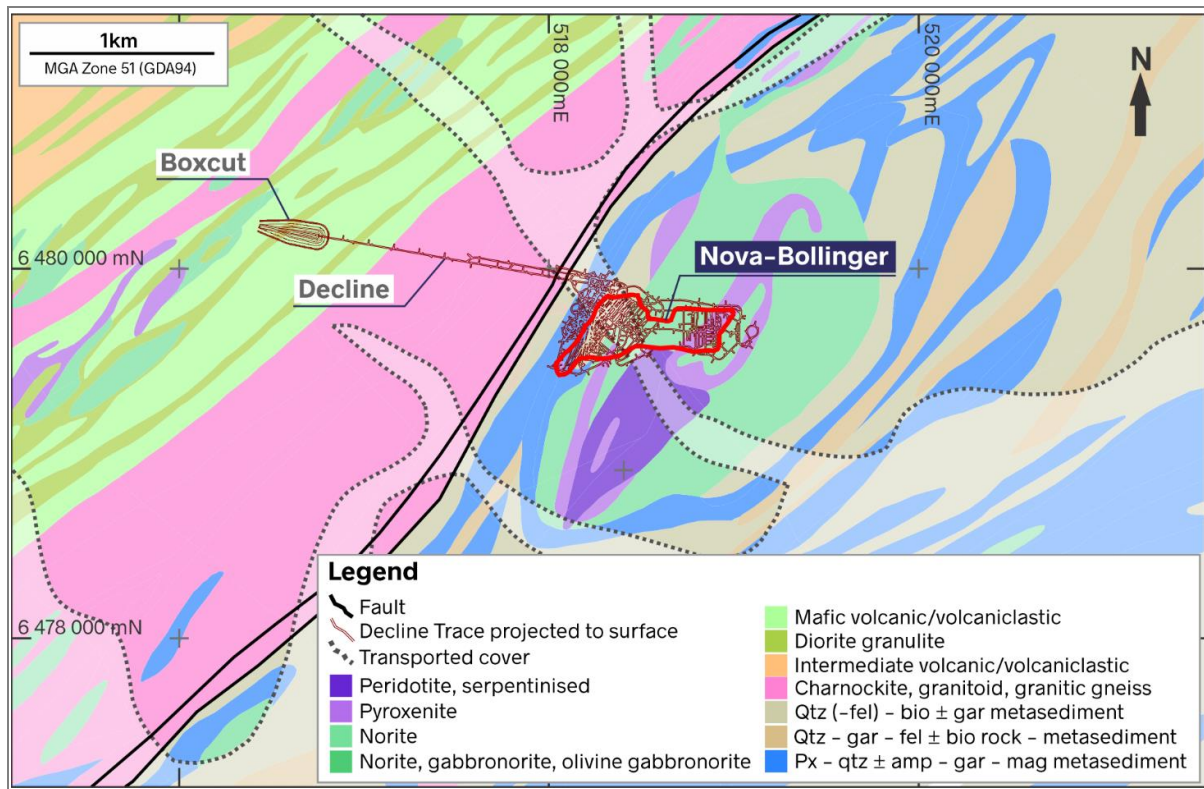 1km
MGA Zone 51 (GDA94)
518 000mE
520 000mE
N
Boxcut
6 480 000 mN
Decline
Nova-Bollinger
6 478 000 mN
Legend
Fault
Decline Trace projected to surface
Transported cover
Peridotite, serpentinised
Pyroxenite
Norite
Norite, gabbronorite, olivine gabbronorite
Mafic volcanic/volcaniclastic
Diorite granulite
Intermediate volcanic/volcaniclastic
Charnockite, granitoid, granitic gneiss
Qtz (-fel) - bio ± gar metasediment
Qtz - gar - fel ± bio rock - metasediment
Px - qtz ± amp - gar - mag metasediment